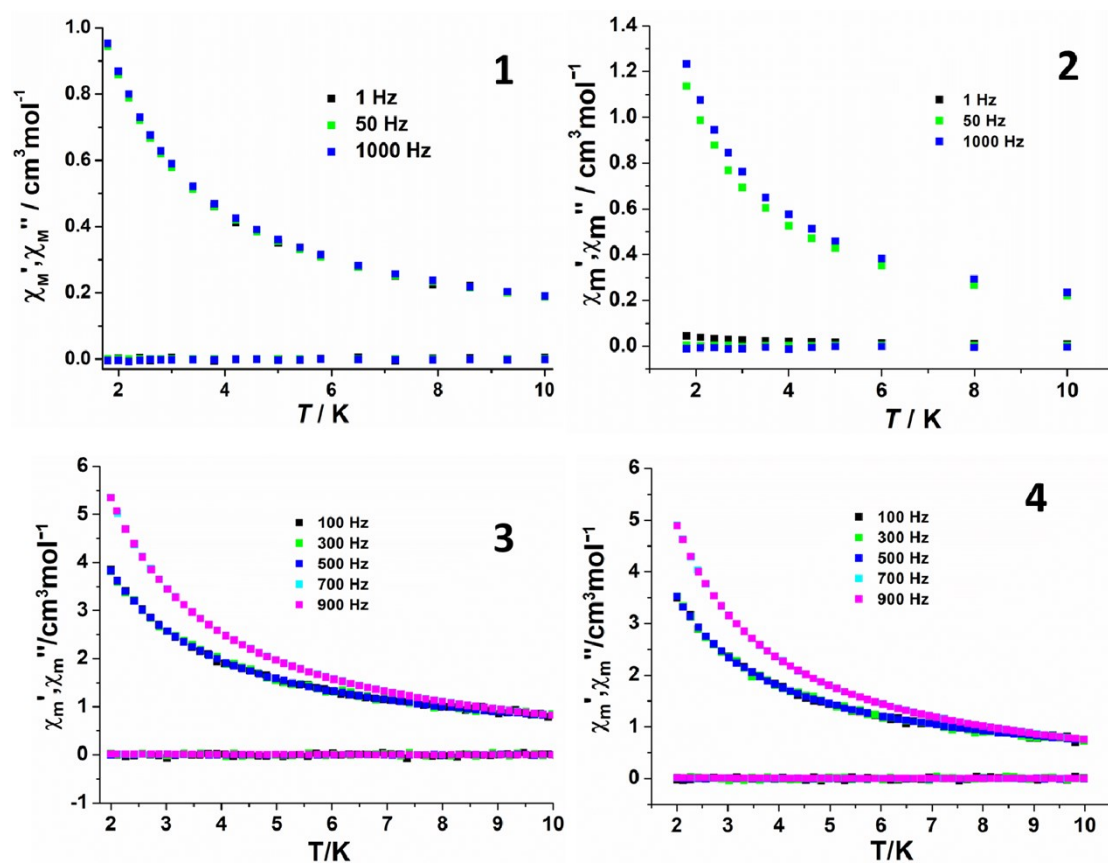 1
1 Hz
50 Hz
1000 Hz
1.0
0.8
0.6
0.4
0.2
0.0
χM',χM'' / cm³mol⁻¹
2
4
6
8
10
T / K
2
1 Hz
50 Hz
1000 Hz
1.4
1.2
1.0
0.8
0.6
0.4
0.2
0.0
χm',χm'' / cm³mol⁻¹
2
4
6
8
10
T / K
3
100 Hz
300 Hz
500 Hz
700 Hz
900 Hz
6
5
4
3
2
1
0
-1
χm',χm''/cm³mol⁻¹
2
3
4
5
6
7
8
9
10
T/K
4
100 Hz
300 Hz
500 Hz
700 Hz
900 Hz
6
5
4
3
2
1
0
χm',χm''/cm³mol⁻¹
2
3
4
5
6
7
8
9
10
T/K